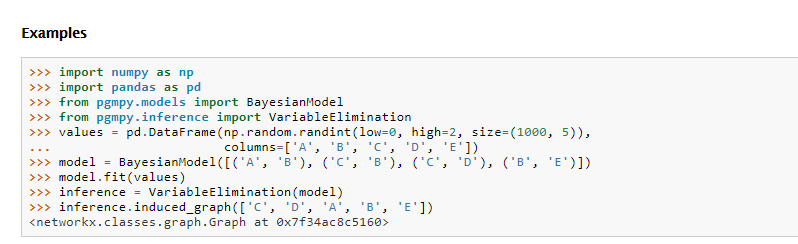 Examples
>>> import numpy as np
>>> import pandas as pd
>>> from pgmpy.models import BayesianModel
>>> from pgmpy.inference import VariableElimination
>>> values = pd.DataFrame(np.random.randint(low=0, high=2, size=(1000, 5)),
...                       columns=['A', 'B', 'C', 'D', 'E'])
>>> model = BayesianModel([('A', 'B'), ('C', 'B'), ('C', 'D'), ('B', 'E')])
>>> model.fit(values)
>>> inference = VariableElimination(model)
>>> inference.induced_graph(['C', 'D', 'A', 'B', 'E'])
<networkx.classes.graph.Graph at 0x7f34ac8c5160>